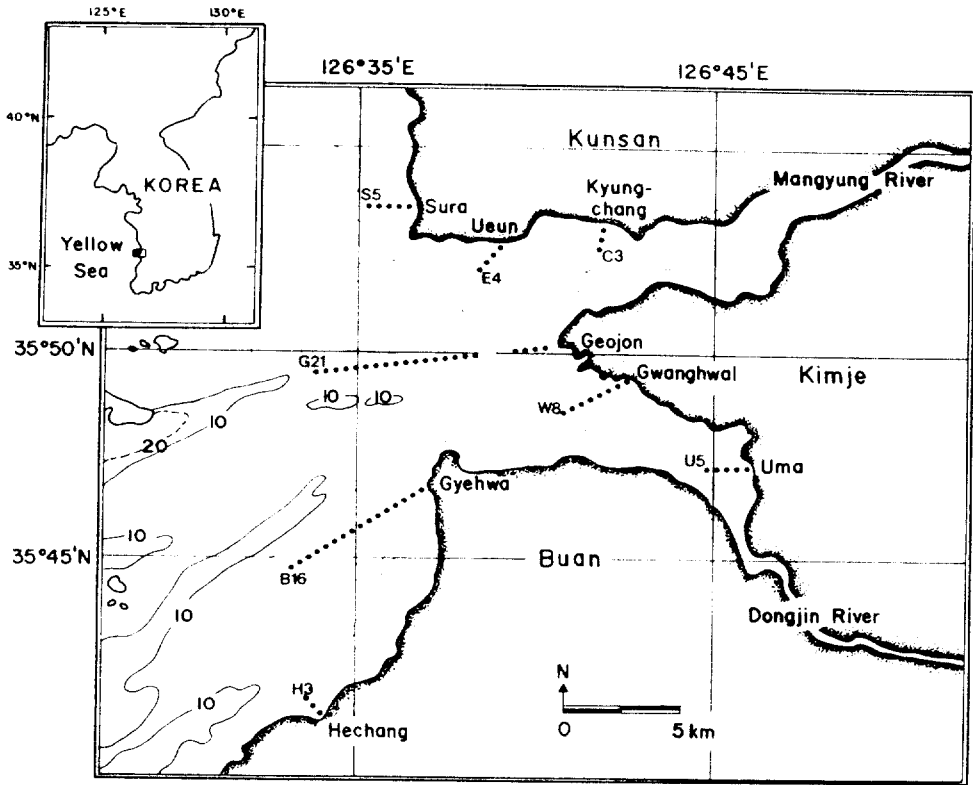 125°E 130°E
40°N
KOREA
Yellow
Sea
35°N
126°35'E 126°45'E
Kunsan
Mangyung River
Kyung-
chang
S5 Sura
Ueun
E4
C3
35°50'N
G21
Geojon
Gwanghwal
Kimje
10 10
10
W8
20
U5 Uma
Gyehwa
10
35°45'N
B16
Buan
10
Dongjin River
H3
10
Hechang
N
0 5 km